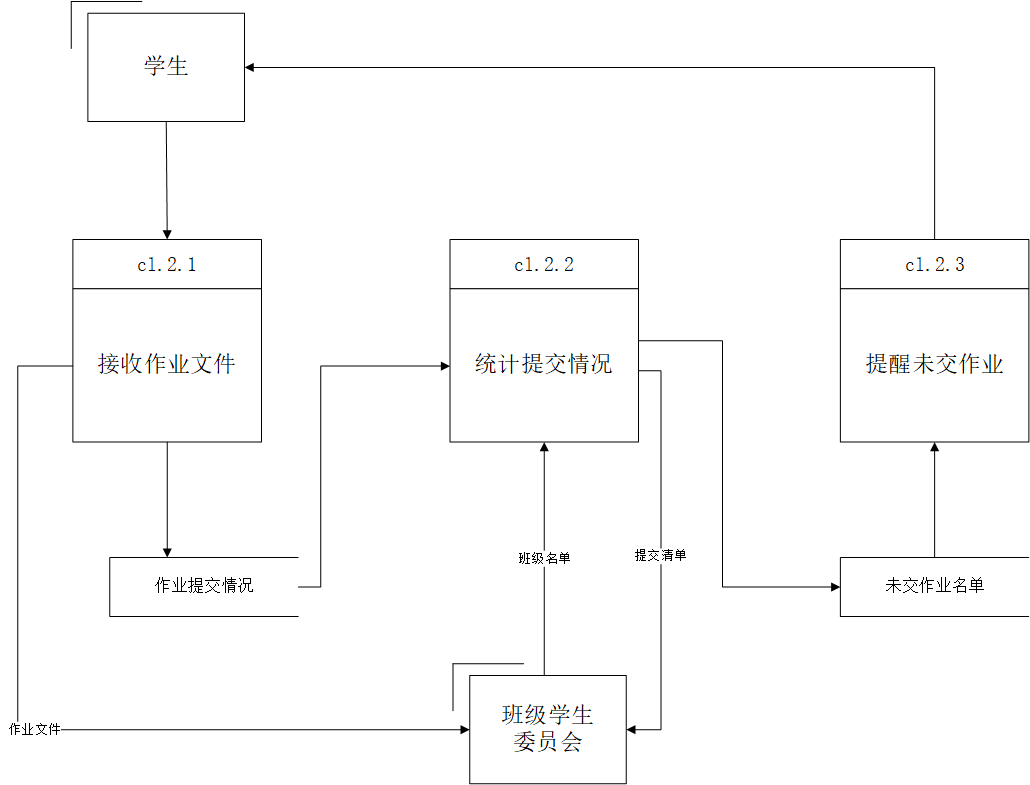 学生
c1.2.1
c1.2.2
c1.2.3
接收作业文件
统计提交情况
提醒未交作业
班级名单
提交清单
作业提交情况
未交作业名单
班级学生
委员会
作业文件